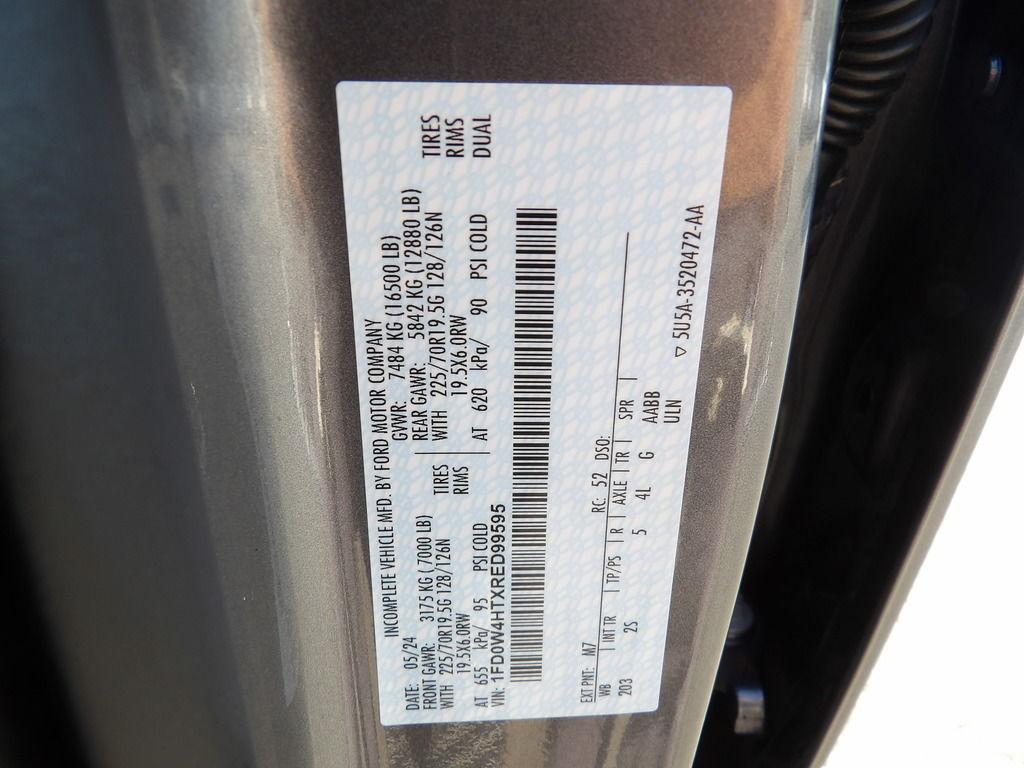 INCOMPLETE VEHICLE MFD. BY FORD MOTOR COMPANY
DATE: 05/24 GVWR: 7484 KG (16500 LB)
FRONT GAWR: 3175 KG ( 7000 LB) REAR GAWR: 5842 KG (12880 LB)
WITH 225/70R19.5G 128/126N TIRES WITH 225/70R19.5G 128/126N TIRES
19.5X6.0RW RIMS 19.5X6.0RW RIMS
AT 655 kPa/ 95 PSI COLD AT 620 kPa/ 90 PSI COLD DUAL
VIN: 1FD0W4HTXRED99595
EXT PNT: M7 RC: 52 DSO:
WB INT TR TP/PS R AXLE TR SPR
203 2S 5 4L G AABB
ULN
▽ 5U5A-3520472-AA